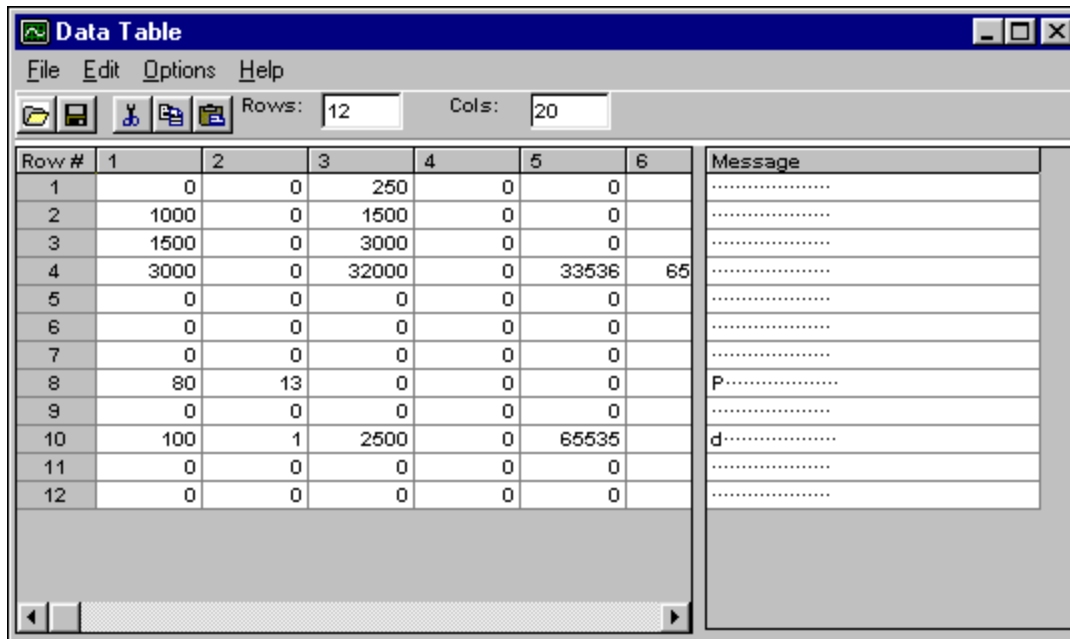 Data Table
File Edit Options Help
Rows: 12 Cols: 20
Row # 1 2 3 4 5 6 Message
1 0 0 250 0 0 ···················
2 1000 0 1500 0 0 ···················
3 1500 0 3000 0 0 ···················
4 3000 0 32000 0 33536 65 ···················
5 0 0 0 0 0 ···················
6 0 0 0 0 0 ···················
7 0 0 0 0 0 ···················
8 80 13 0 0 0 P··················
9 0 0 0 0 0 ···················
10 100 1 2500 0 65535 d··················
11 0 0 0 0 0 ···················
12 0 0 0 0 0 ···················